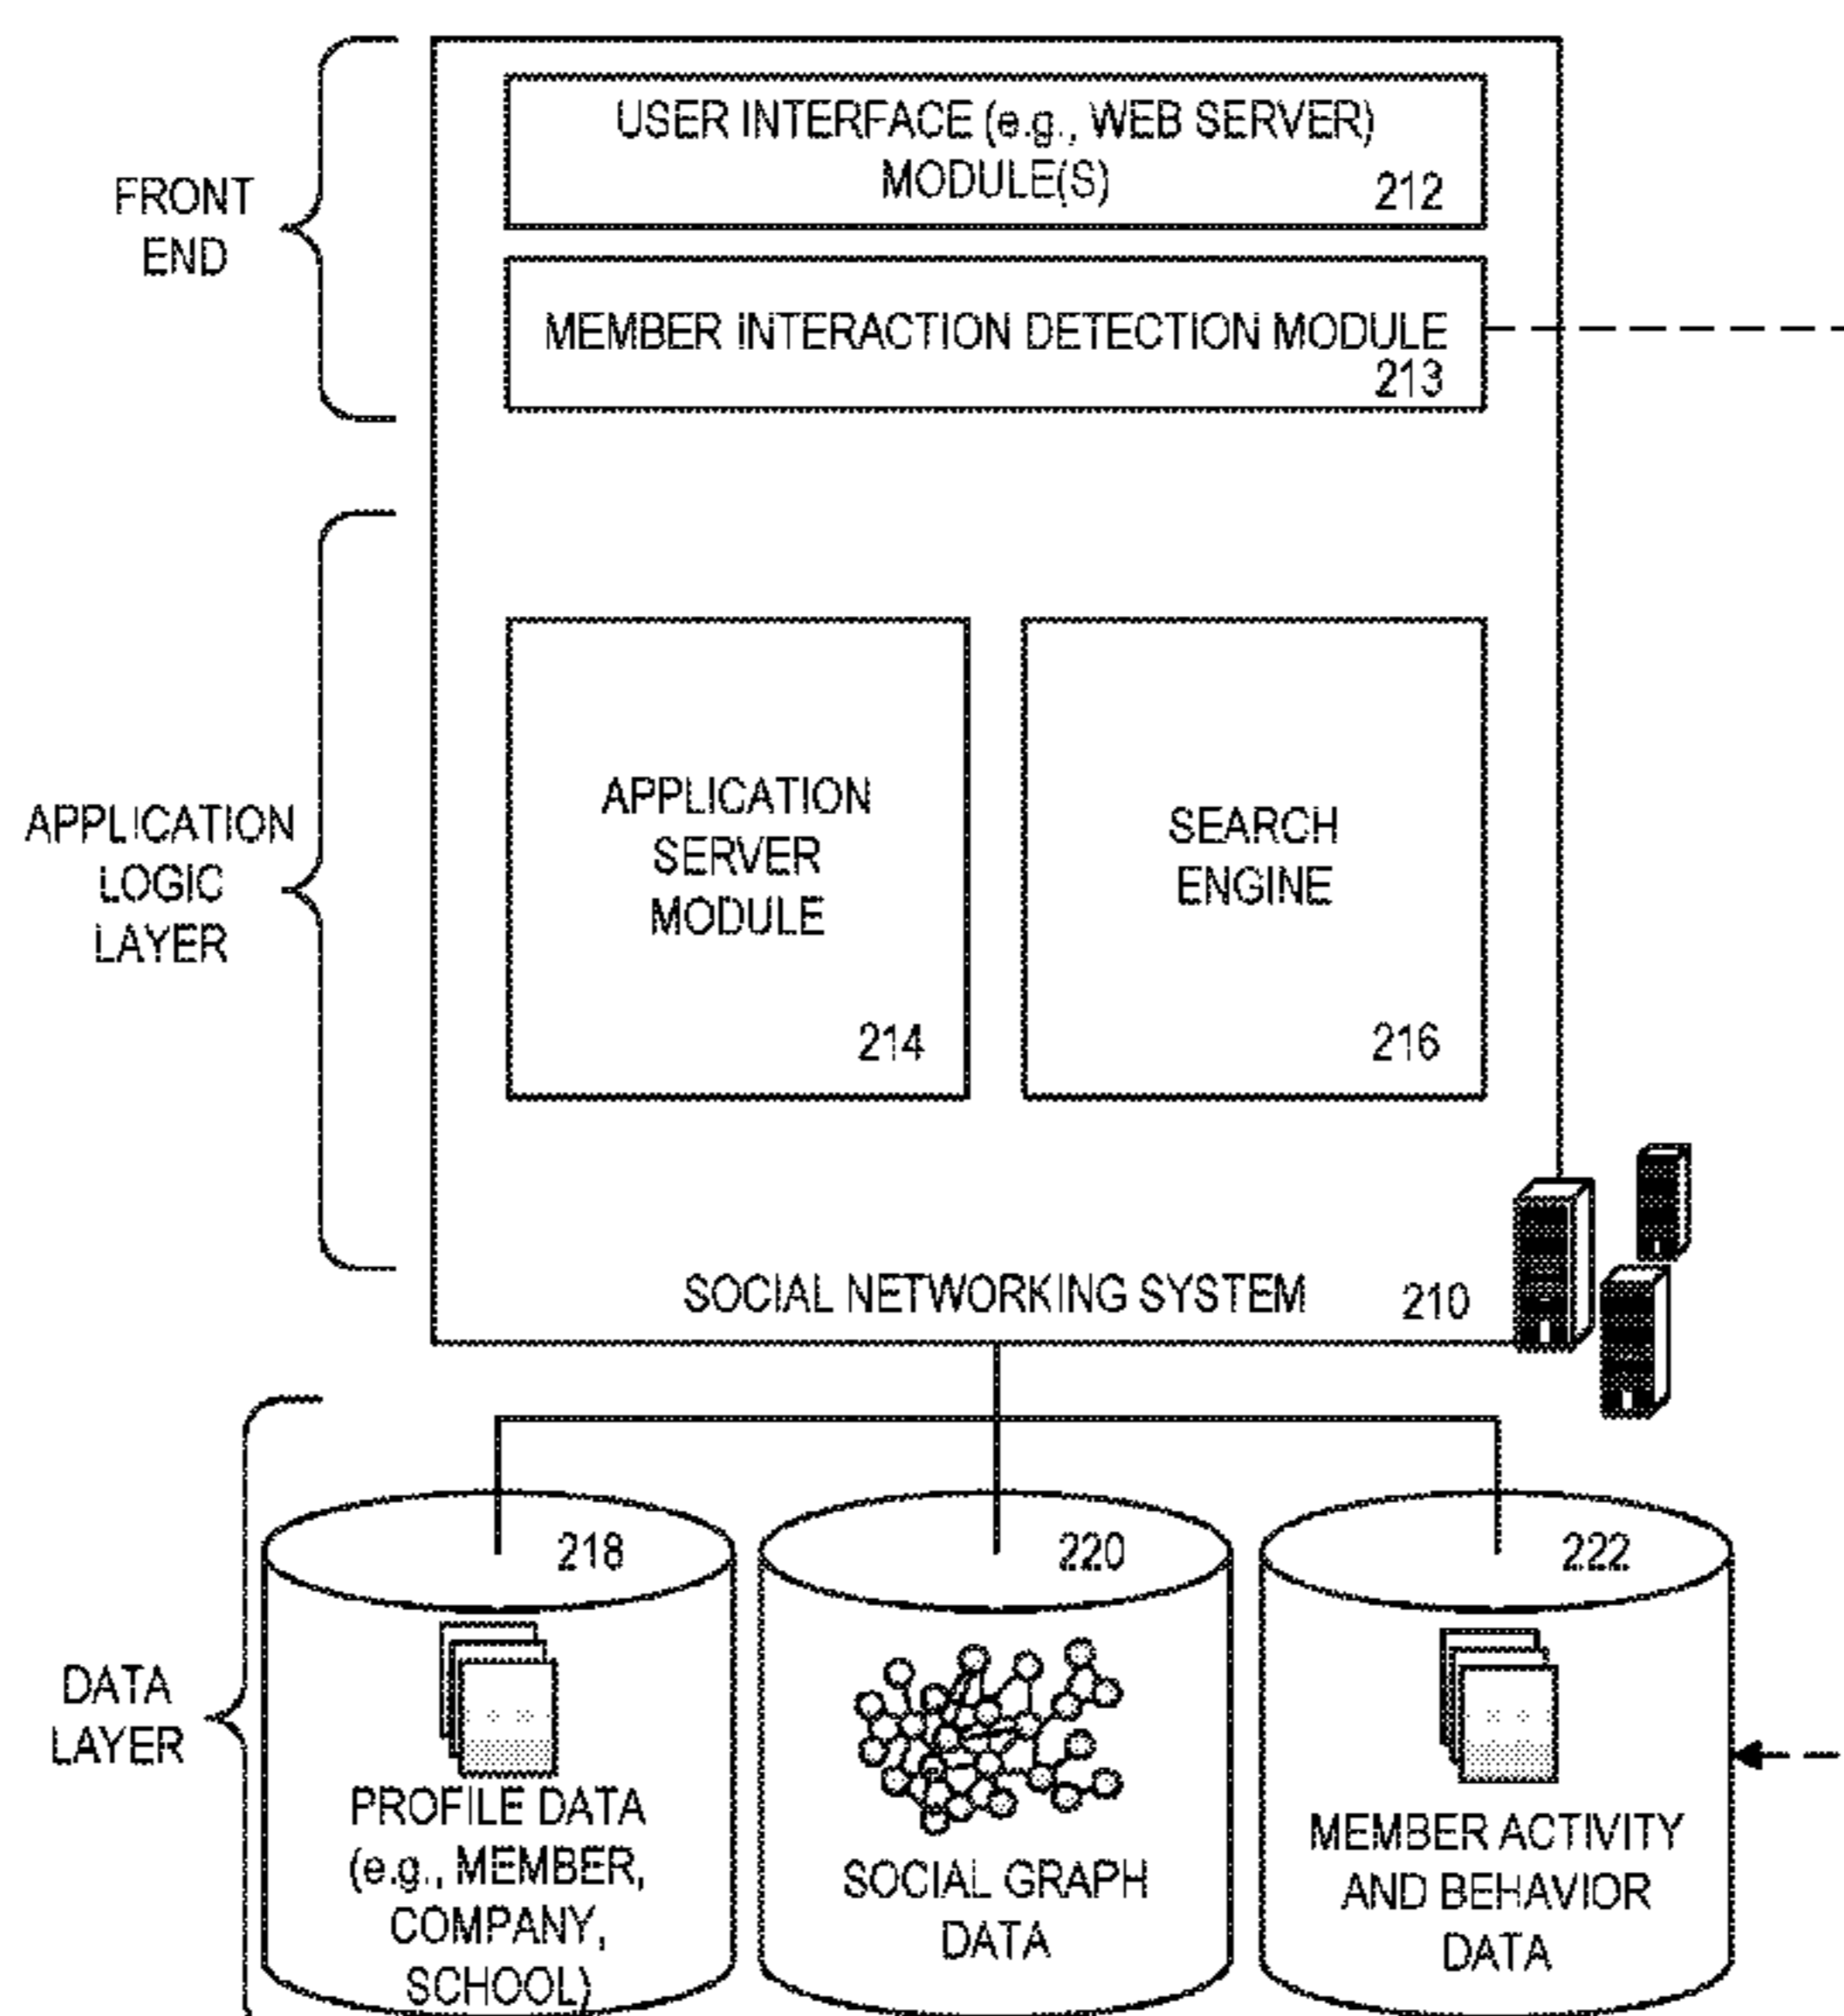 FRONT
END
USER INTERFACE (e.g., WEB SERVER)
MODULE(S)
212
MEMBER INTERACTION DETECTION MODULE
213
APPLICATION
LOGIC
LAYER
APPLICATION
SERVER
MODULE
214
SEARCH
ENGINE
216
SOCIAL NETWORKING SYSTEM
210
DATA
LAYER
218
PROFILE DATA
(e.g., MEMBER,
COMPANY,
SCHOOL)
220
SOCIAL GRAPH
DATA
222
MEMBER ACTIVITY
AND BEHAVIOR
DATA